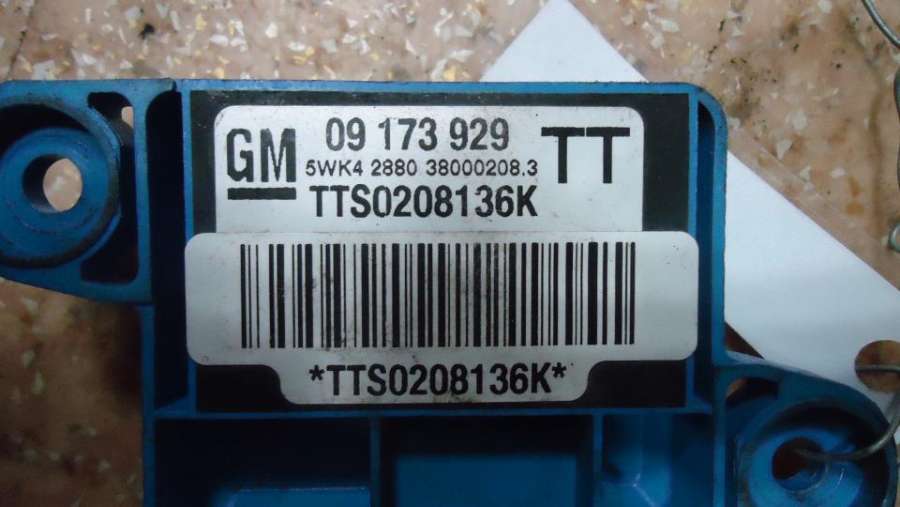 GM 09 173 929 TT
5WK4 2880 38000208.3
TTS0208136K
*TTS0208136K*